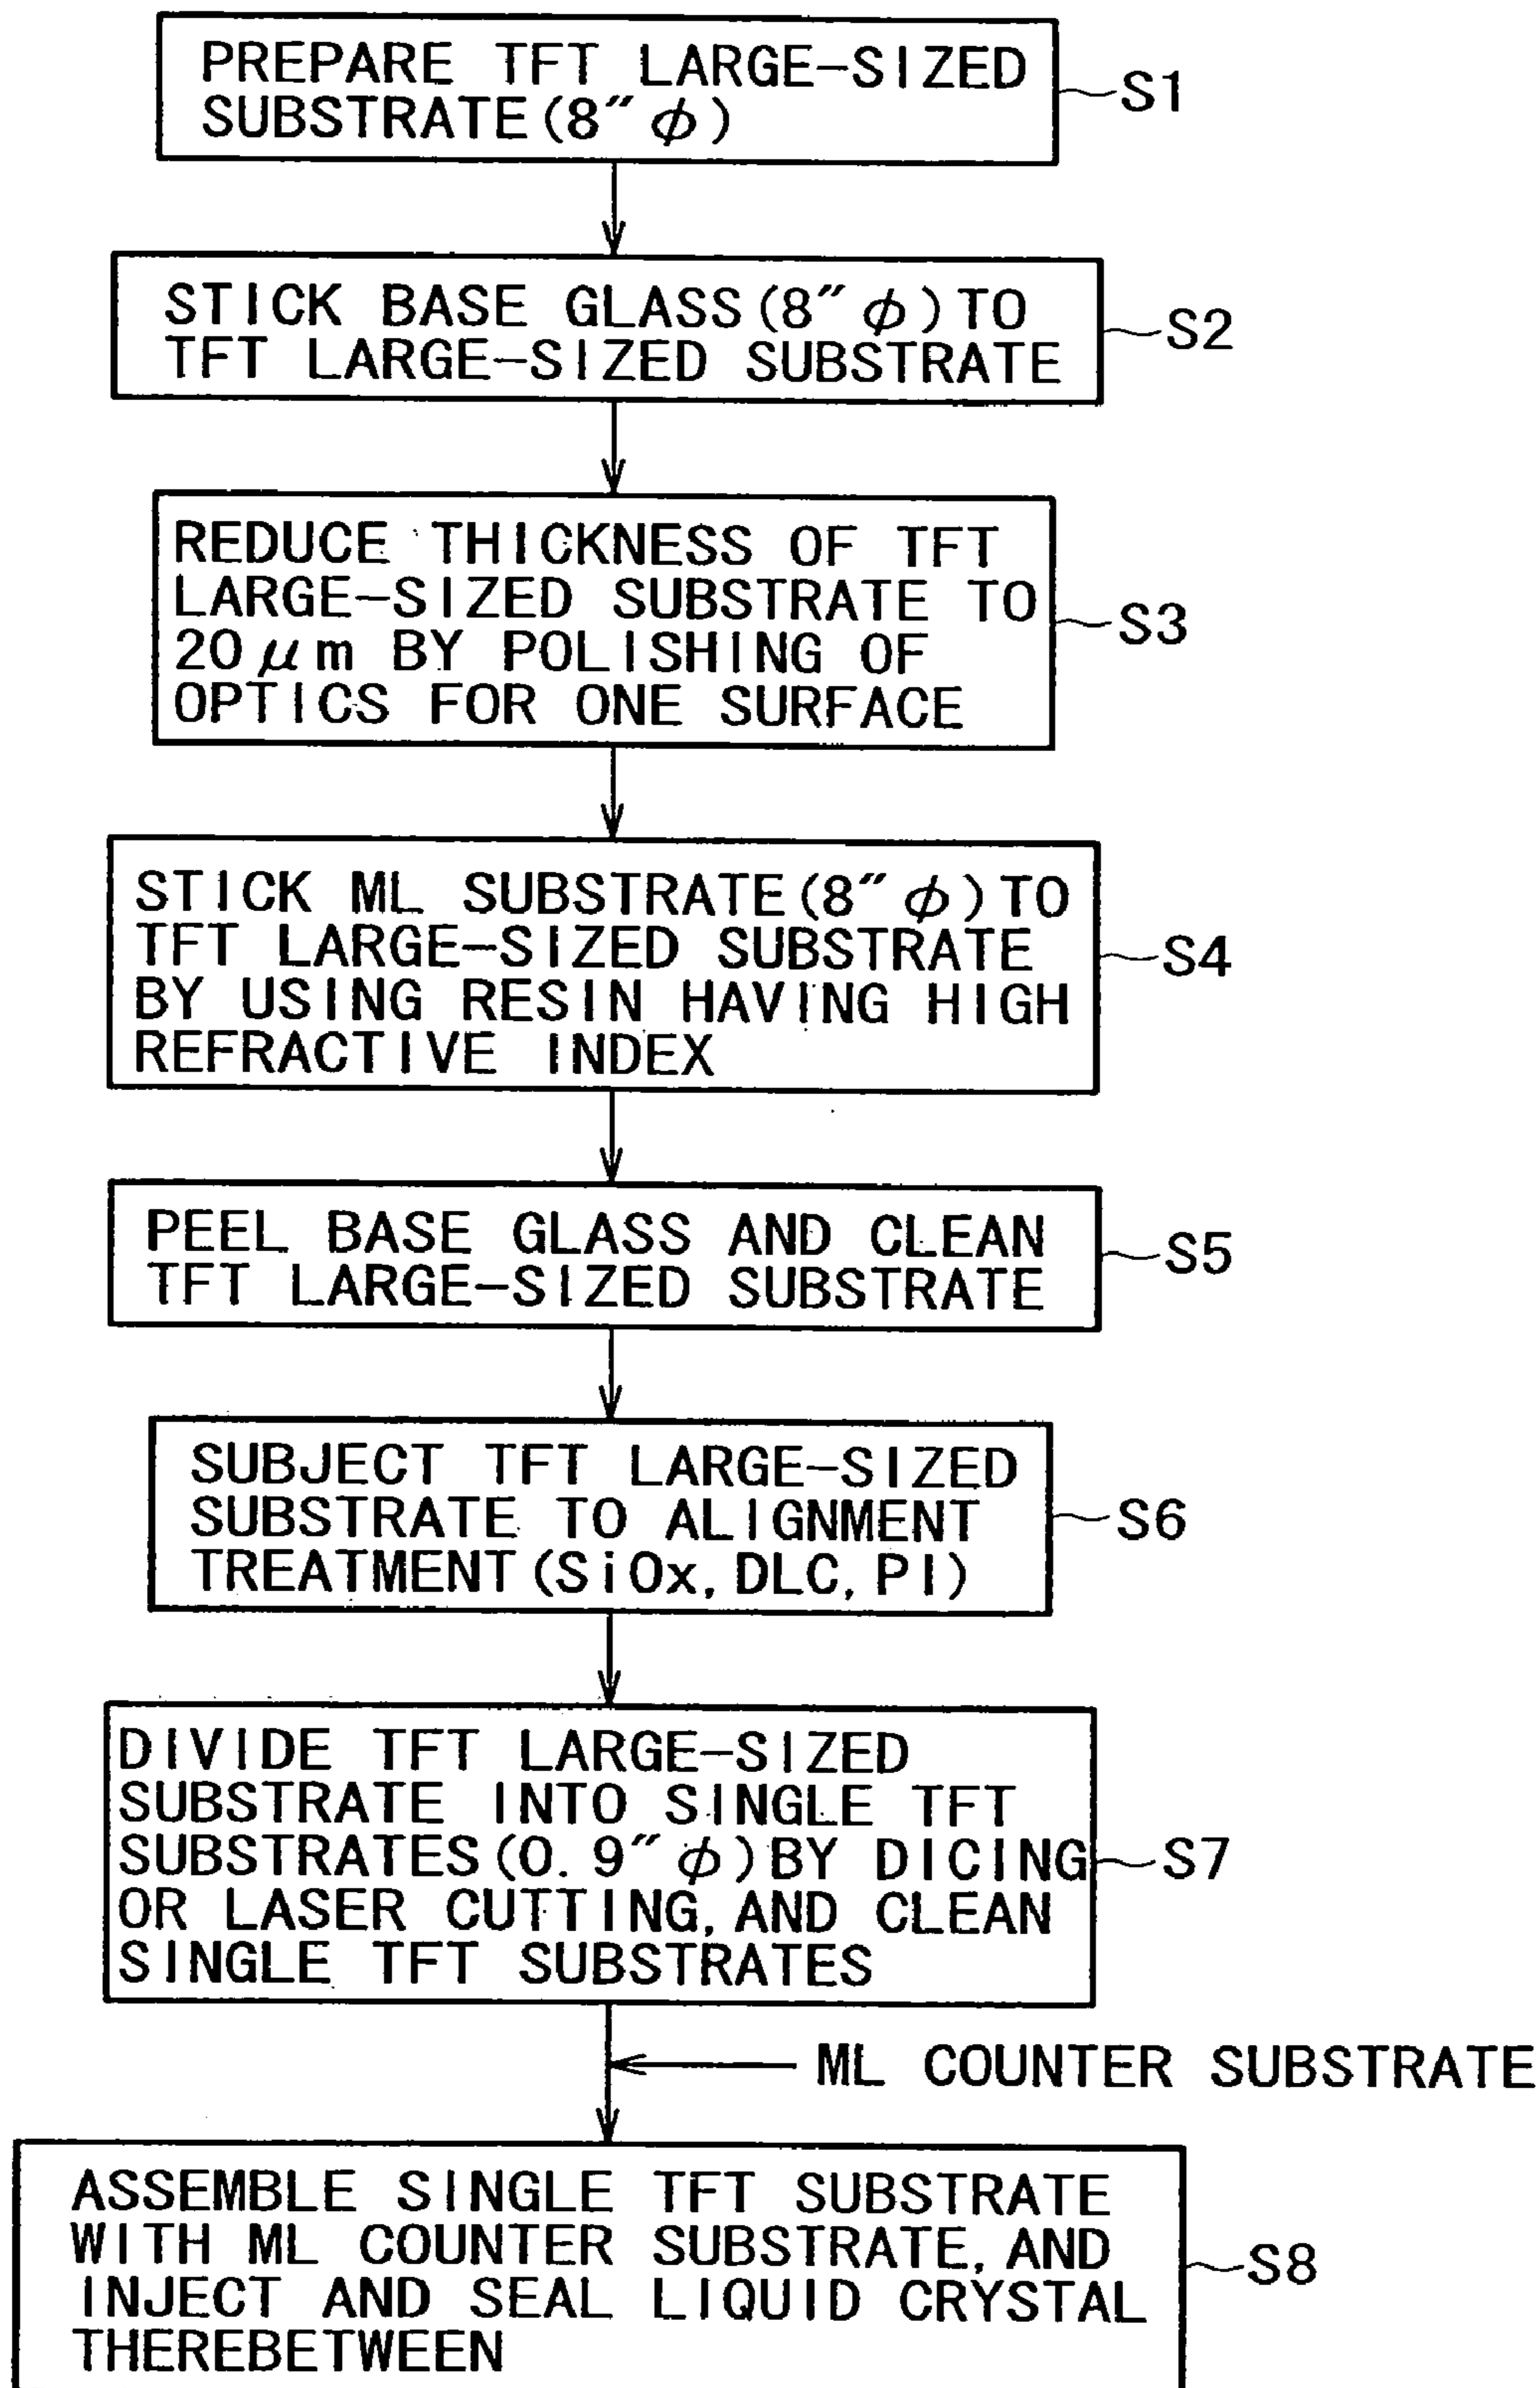 PREPARE TFT LARGE-SIZED
SUBSTRATE(8″φ)
S1
STICK BASE GLASS(8″φ)TO
TFT LARGE-SIZED SUBSTRATE
S2
REDUCE THICKNESS OF TFT
LARGE-SIZED SUBSTRATE TO
20μm BY POLISHING OF
OPTICS FOR ONE SURFACE
S3
STICK ML SUBSTRATE(8″φ)TO
TFT LARGE-SIZED SUBSTRATE
BY USING RESIN HAVING HIGH
REFRACTIVE INDEX
S4
PEEL BASE GLASS AND CLEAN
TFT LARGE-SIZED SUBSTRATE
S5
SUBJECT TFT LARGE-SIZED
SUBSTRATE TO ALIGNMENT
TREATMENT(SiOx, DLC, PI)
S6
DIVIDE TFT LARGE-SIZED
SUBSTRATE INTO SINGLE TFT
SUBSTRATES(0.9″φ)BY DICING
OR LASER CUTTING, AND CLEAN
SINGLE TFT SUBSTRATES
S7
ML COUNTER SUBSTRATE
ASSEMBLE SINGLE TFT SUBSTRATE
WITH ML COUNTER SUBSTRATE, AND
INJECT AND SEAL LIQUID CRYSTAL
THEREBETWEEN
S8